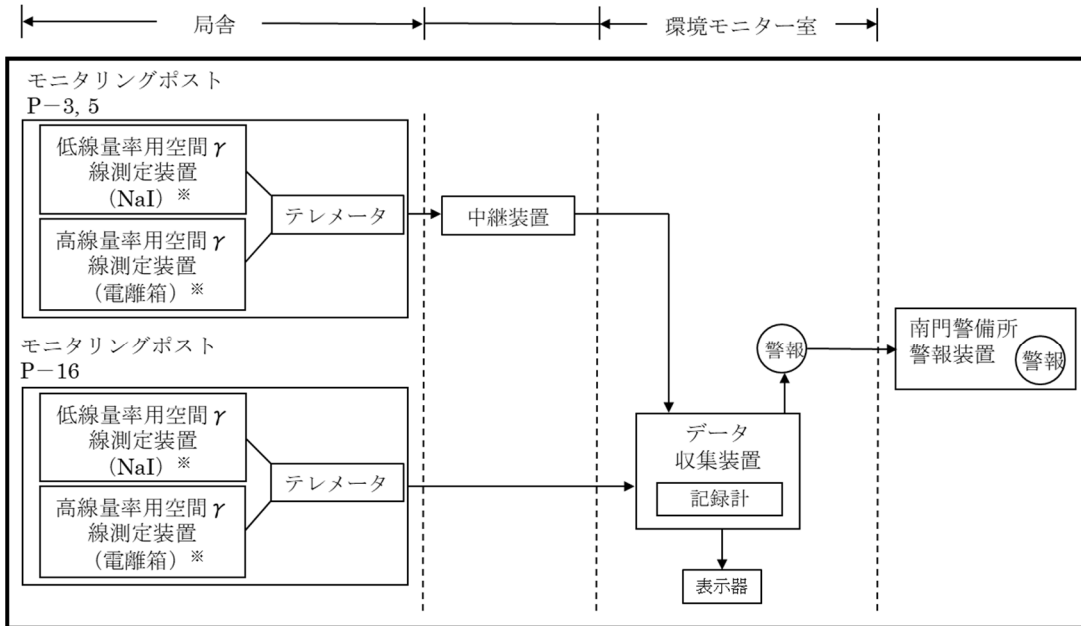 局舎
環境モニター室
モニタリングポスト
P－3, 5
低線量率用空間γ
線測定装置
（NaI）※
高線量率用空間γ
線測定装置
（電離箱）※
テレメータ
中継装置
モニタリングポスト
P－16
低線量率用空間γ
線測定装置
（NaI）※
高線量率用空間γ
線測定装置
（電離箱）※
テレメータ
データ
収集装置
記録計
表示器
警報
南門警備所
警報装置
警報